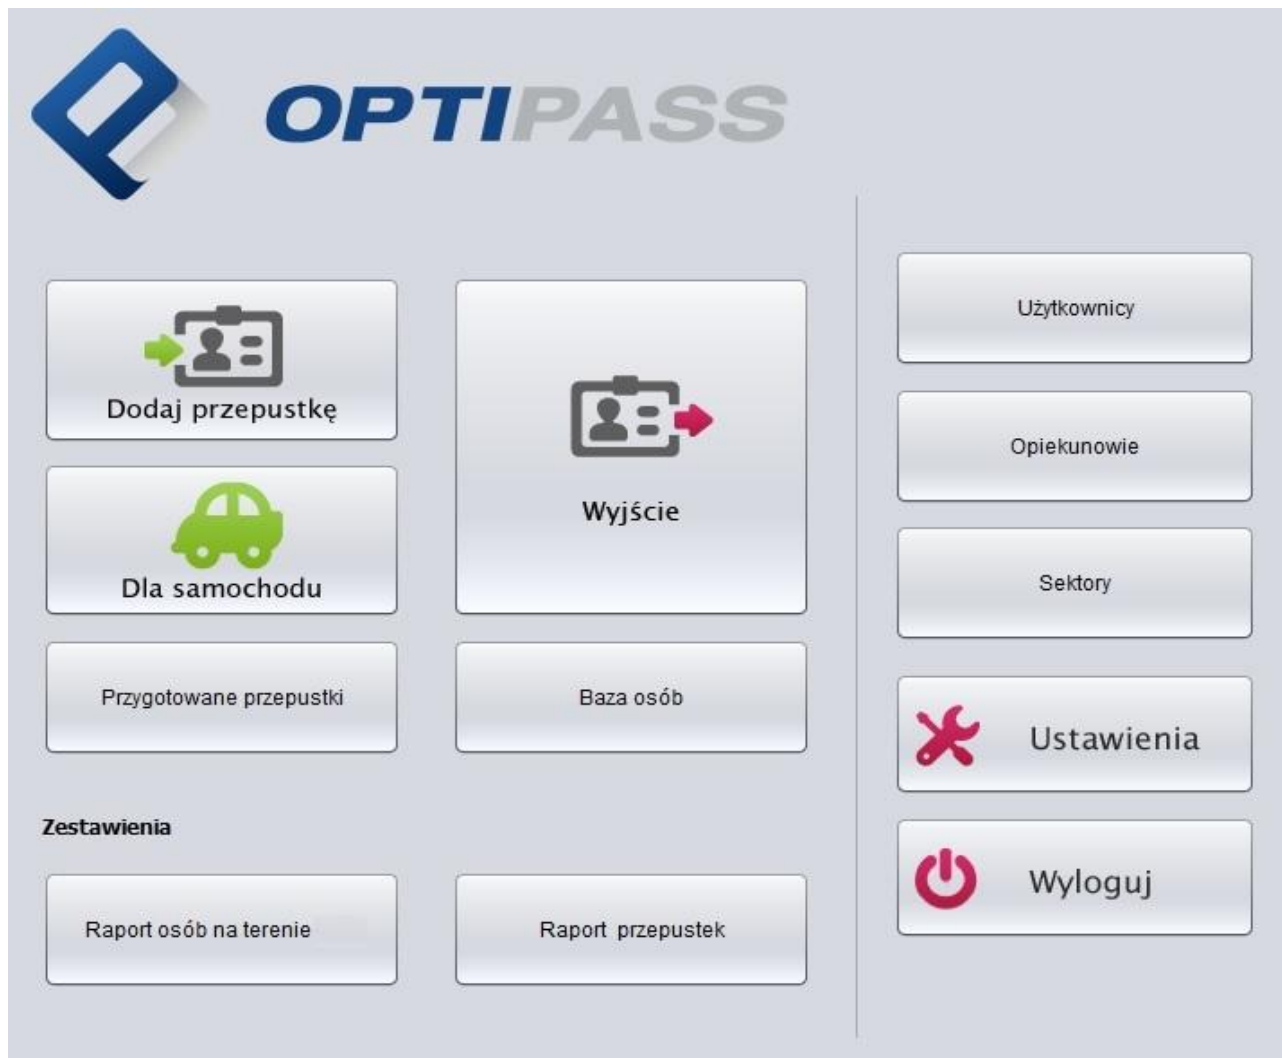 OPTIPASS
Dodaj przepustkę
Dla samochodu
Wyjście
Przygotowane przepustki
Baza osób
Zestawienia
Raport osób na terenie
Raport przepustek
Użytkownicy
Opiekunowie
Sektory
Ustawienia
Wyloguj